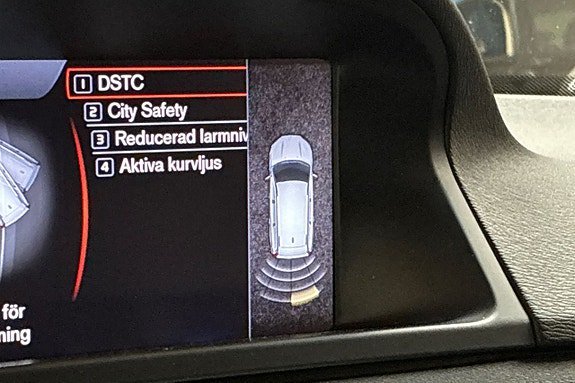 1 DSTC
2 City Safety
3 Reducerad larmniv
4 Aktiva kurvljus
för
ning